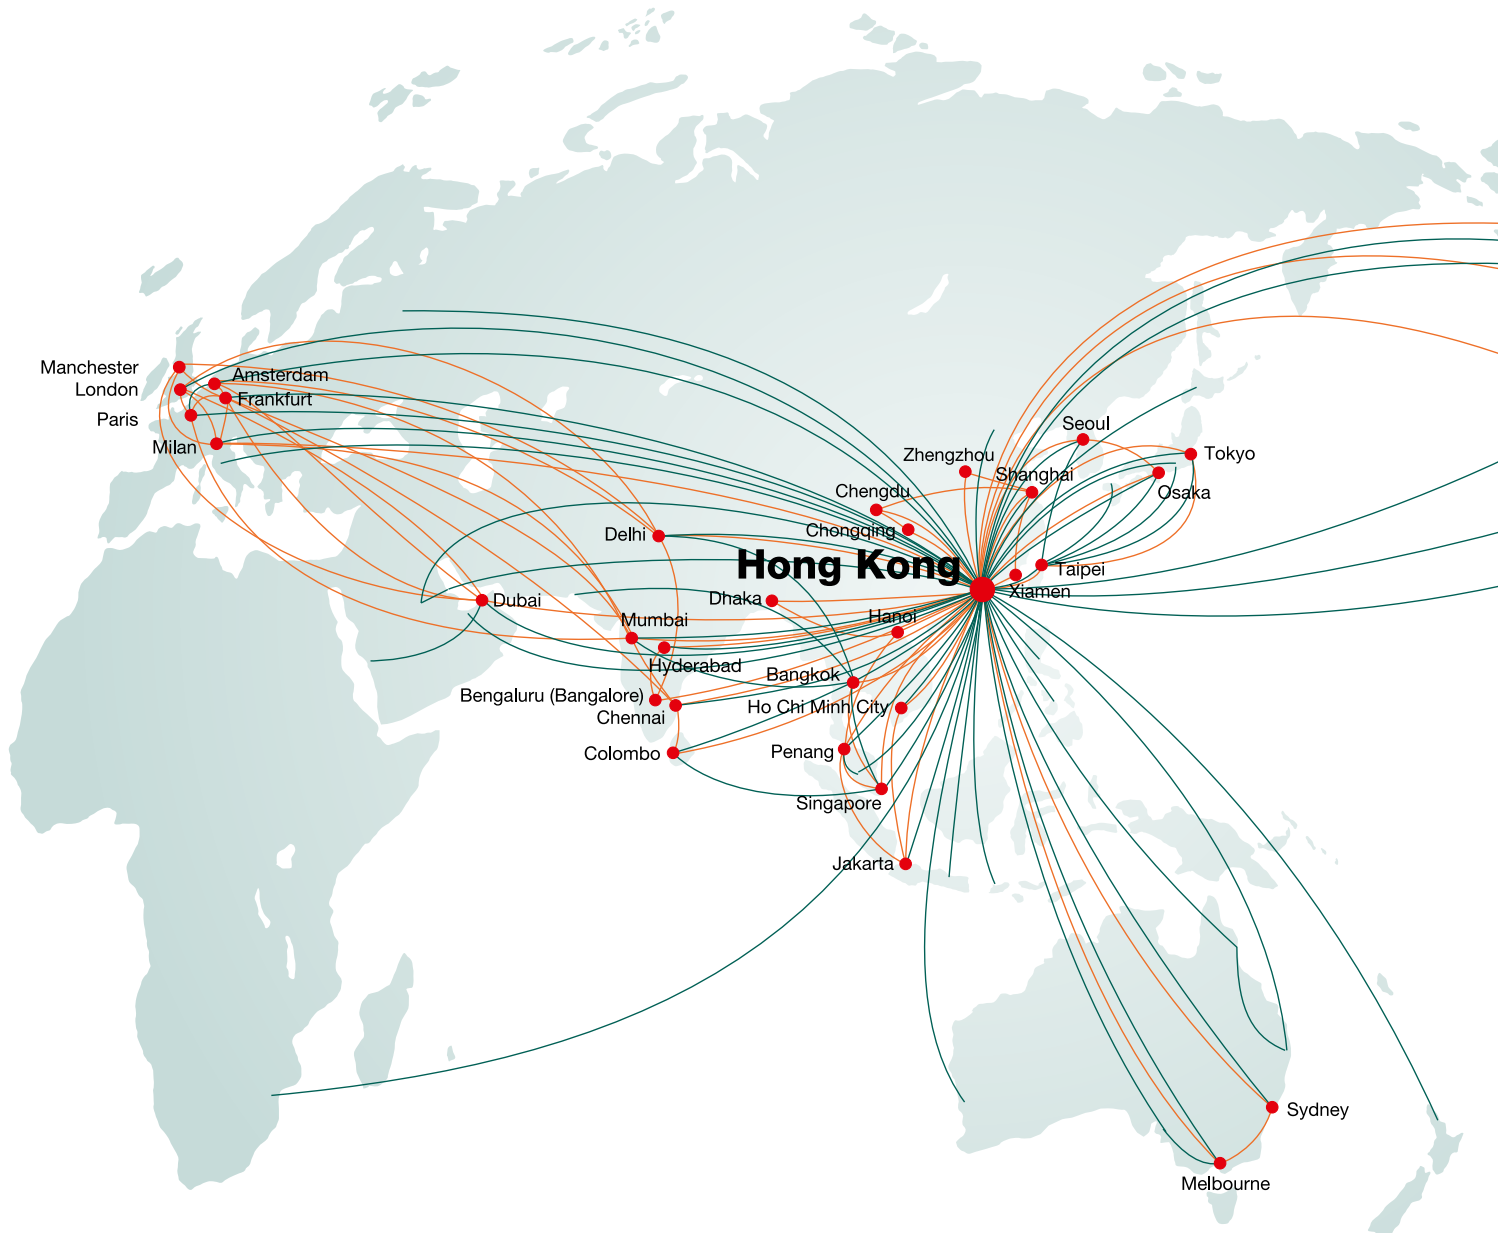 Manchester
London
Amsterdam
Frankfurt
Paris
Milan
Seoul
Tokyo
Zhengzhou
Shanghai
Chengdu
Osaka
Chongqing
Delhi
Hong Kong
Taipei
Xiamen
Dubai
Dhaka
Mumbai
Hanoi
Hyderabad
Bangkok
Bengaluru (Bangalore)
Chennai
Ho Chi Minh City
Colombo
Penang
Singapore
Jakarta
Sydney
Melbourne